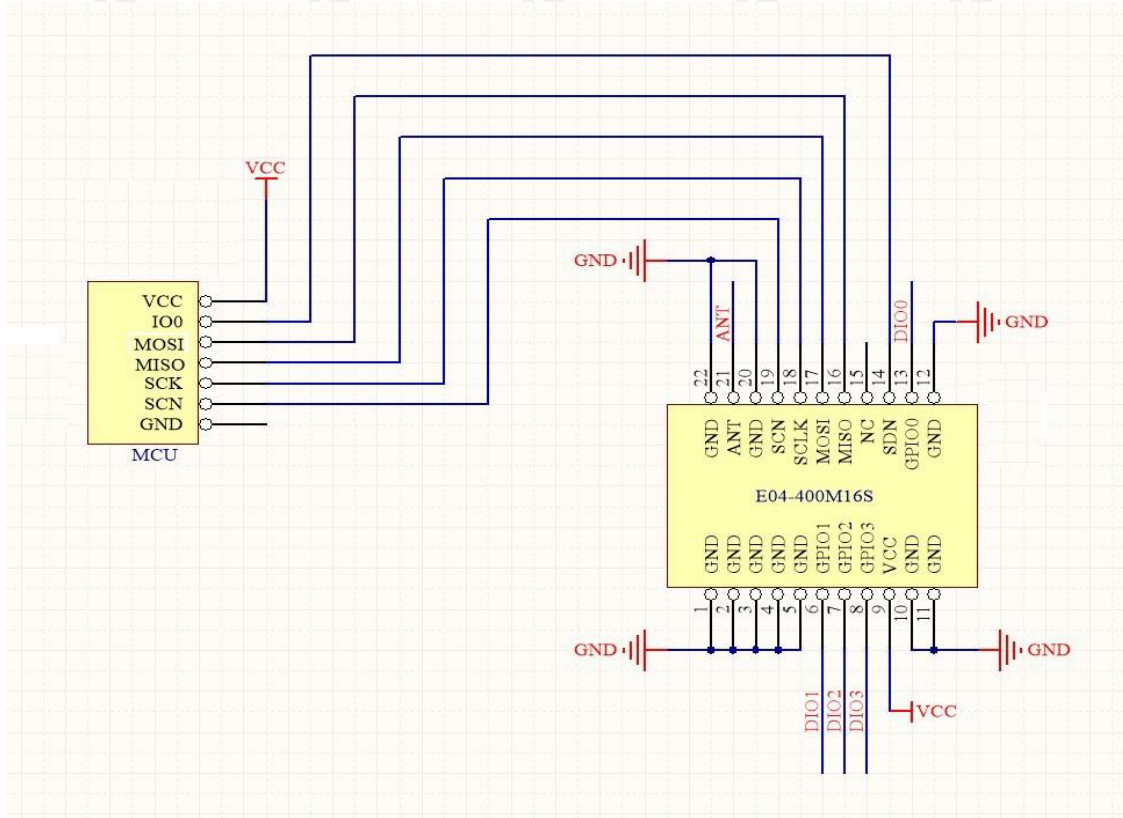 VCC
GND
ANT
DIO0
GND
VCC
IO0
MOSI
MISO
SCK
SCN
GND
MCU
22 21 20 19 18 17 16 15 14 13 12
GND ANT GND SCN SCLK MOSI MISO NC SDN GPIO0 GND
E04-400M16S
GND GND GND GND GND GPIO1 GPIO2 GPIO3 VCC GND GND
1 2 3 4 5 6 7 8 9 10 11
GND
GND
DIO1 DIO2 DIO3
VCC